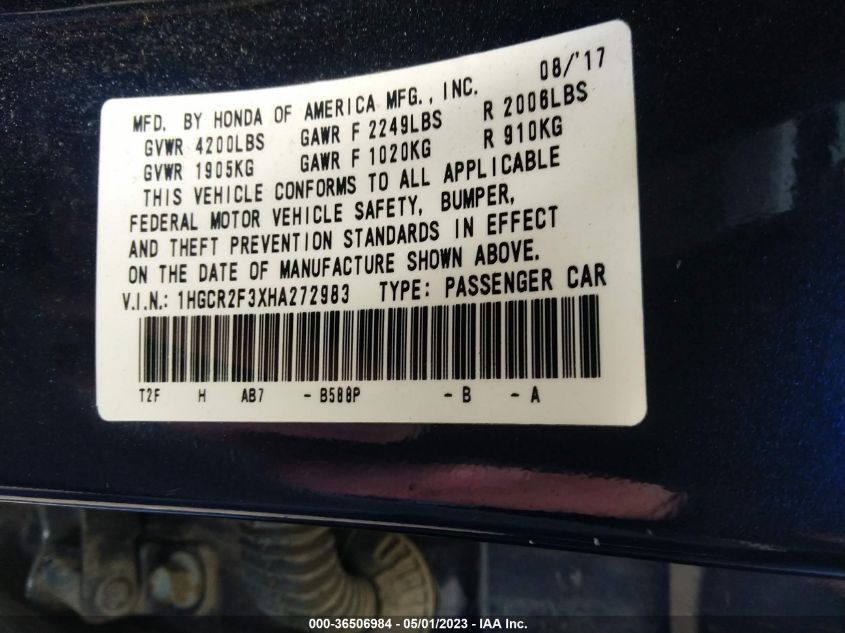 08/'17
MFD. BY HONDA OF AMERICA MFG., INC.
GVWR 4200LBS GAWR F 2249LBS R 2006LBS
GVWR 1905KG GAWR F 1020KG R 910KG
THIS VEHICLE CONFORMS TO ALL APPLICABLE
FEDERAL MOTOR VEHICLE SAFETY, BUMPER,
AND THEFT PREVENTION STANDARDS IN EFFECT
ON THE DATE OF MANUFACTURE SHOWN ABOVE.
V.I.N.: 1HGCR2F3XHA272983 TYPE: PASSENGER CAR
T2F H AB7 - B588P - B - A
000-36506984 - 05/01/2023 - IAA Inc.